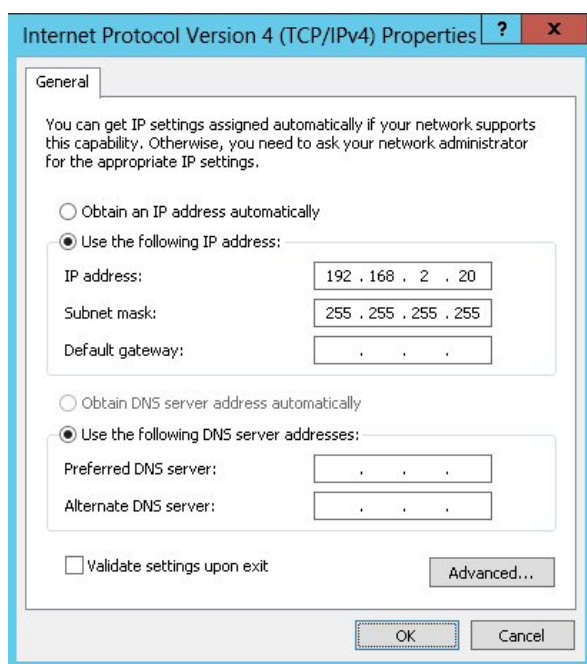 Internet Protocol Version 4 (TCP/IPv4) Properties ? x
General
You can get IP settings assigned automatically if your network supports
this capability. Otherwise, you need to ask your network administrator
for the appropriate IP settings.
Obtain an IP address automatically
Use the following IP address:
IP address: 192 . 168 . 2 . 20
Subnet mask: 255 . 255 . 255 . 255
Default gateway: . . .
Obtain DNS server address automatically
Use the following DNS server addresses:
Preferred DNS server: . . .
Alternate DNS server: . . .
Validate settings upon exit
Advanced...
OK Cancel